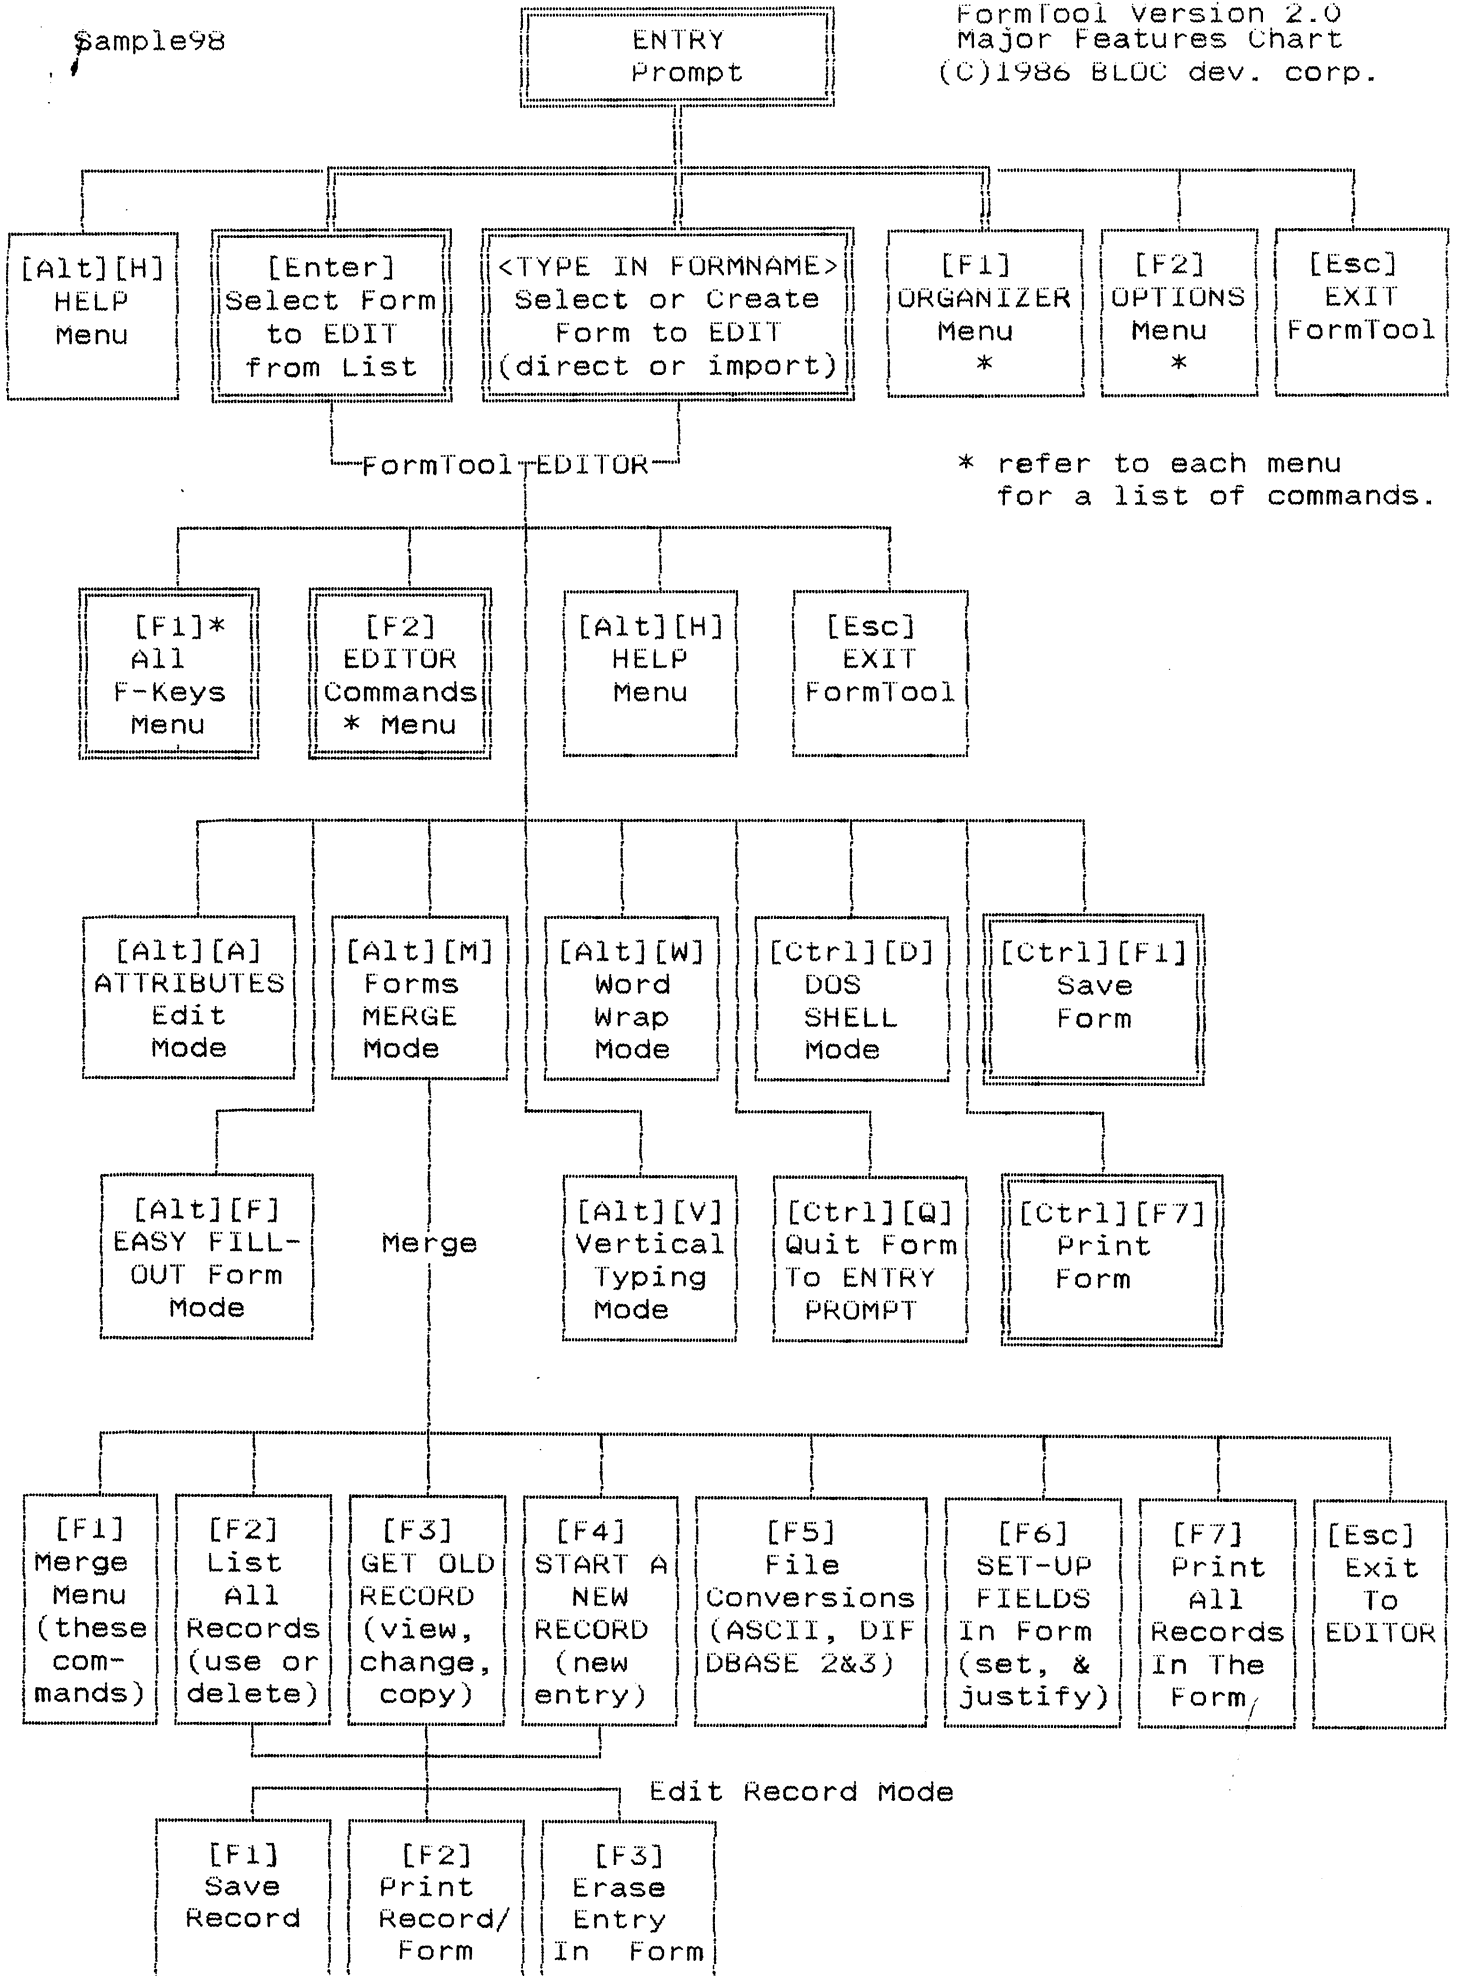 Sample98
ENTRY
Prompt
FormTool Version 2.0
Major Features Chart
(C)1986 BLOC dev. corp.
[Alt][H]
HELP
Menu
[Enter]
Select Form
to EDIT
from List
<TYPE IN FORMNAME>
Select or Create
Form to EDIT
(direct or import)
[F1]
ORGANIZER
Menu
*
[F2]
OPTIONS
Menu
*
[Esc]
EXIT
FormTool
FormTool EDITOR
* refer to each menu
for a list of commands.
[F1]*
All
F-Keys
Menu
[F2]
EDITOR
Commands
* Menu
[Alt][H]
HELP
Menu
[Esc]
EXIT
FormTool
[Alt][A]
ATTRIBUTES
Edit
Mode
[Alt][M]
Forms
MERGE
Mode
[Alt][W]
Word
Wrap
Mode
[Ctrl][D]
DOS
SHELL
Mode
[Ctrl][F1]
Save
Form
[Alt][F]
EASY FILL-
OUT Form
Mode
Merge
[Alt][V]
Vertical
Typing
Mode
[Ctrl][Q]
Quit Form
To ENTRY
PROMPT
[Ctrl][F7]
Print
Form
[F1]
Merge
Menu
(these
com-
mands)
[F2]
List
All
Records
(use or
delete)
[F3]
GET OLD
RECORD
(view,
change,
copy)
[F4]
START A
NEW
RECORD
(new
entry)
[F5]
File
Conversions
(ASCII, DIF
DBASE 2&3)
[F6]
SET-UP
FIELDS
In Form
(set, &
justify)
[F7]
Print
All
Records
In The
Form
[Esc]
Exit
To
EDITOR
Edit Record Mode
[F1]
Save
Record
[F2]
Print
Record/
Form
[F3]
Erase
Entry
In Form